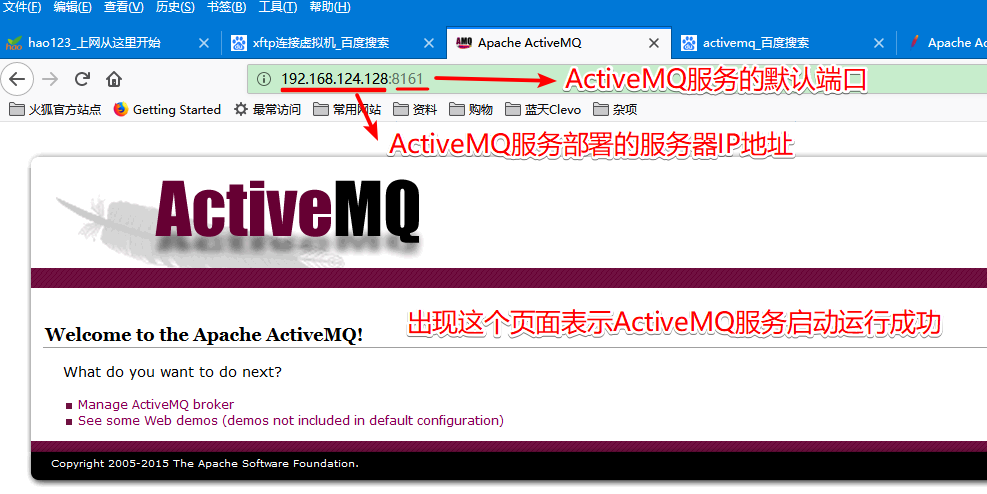 文件(F) 编辑(E) 查看(V) 历史(S) 书签(B) 工具(T) 帮助(H)
hao hao123_上网从这里开始 xftp连接虚拟机_百度搜索 AMQ Apache ActiveMQ activemq_百度搜索 Apache Ac
192.168.124.128:8161 ActiveMQ服务的默认端口
火狐官方站点 Getting Started 最常访问 常用网站 资料 购物 蓝天Clevo 杂项
ActiveMQ服务部署的服务器IP地址
ActiveMQ
出现这个页面表示ActiveMQ服务启动运行成功
Welcome to the Apache ActiveMQ!
What do you want to do next?
Manage ActiveMQ broker
See some Web demos (demos not included in default configuration)
Copyright 2005-2015 The Apache Software Foundation.